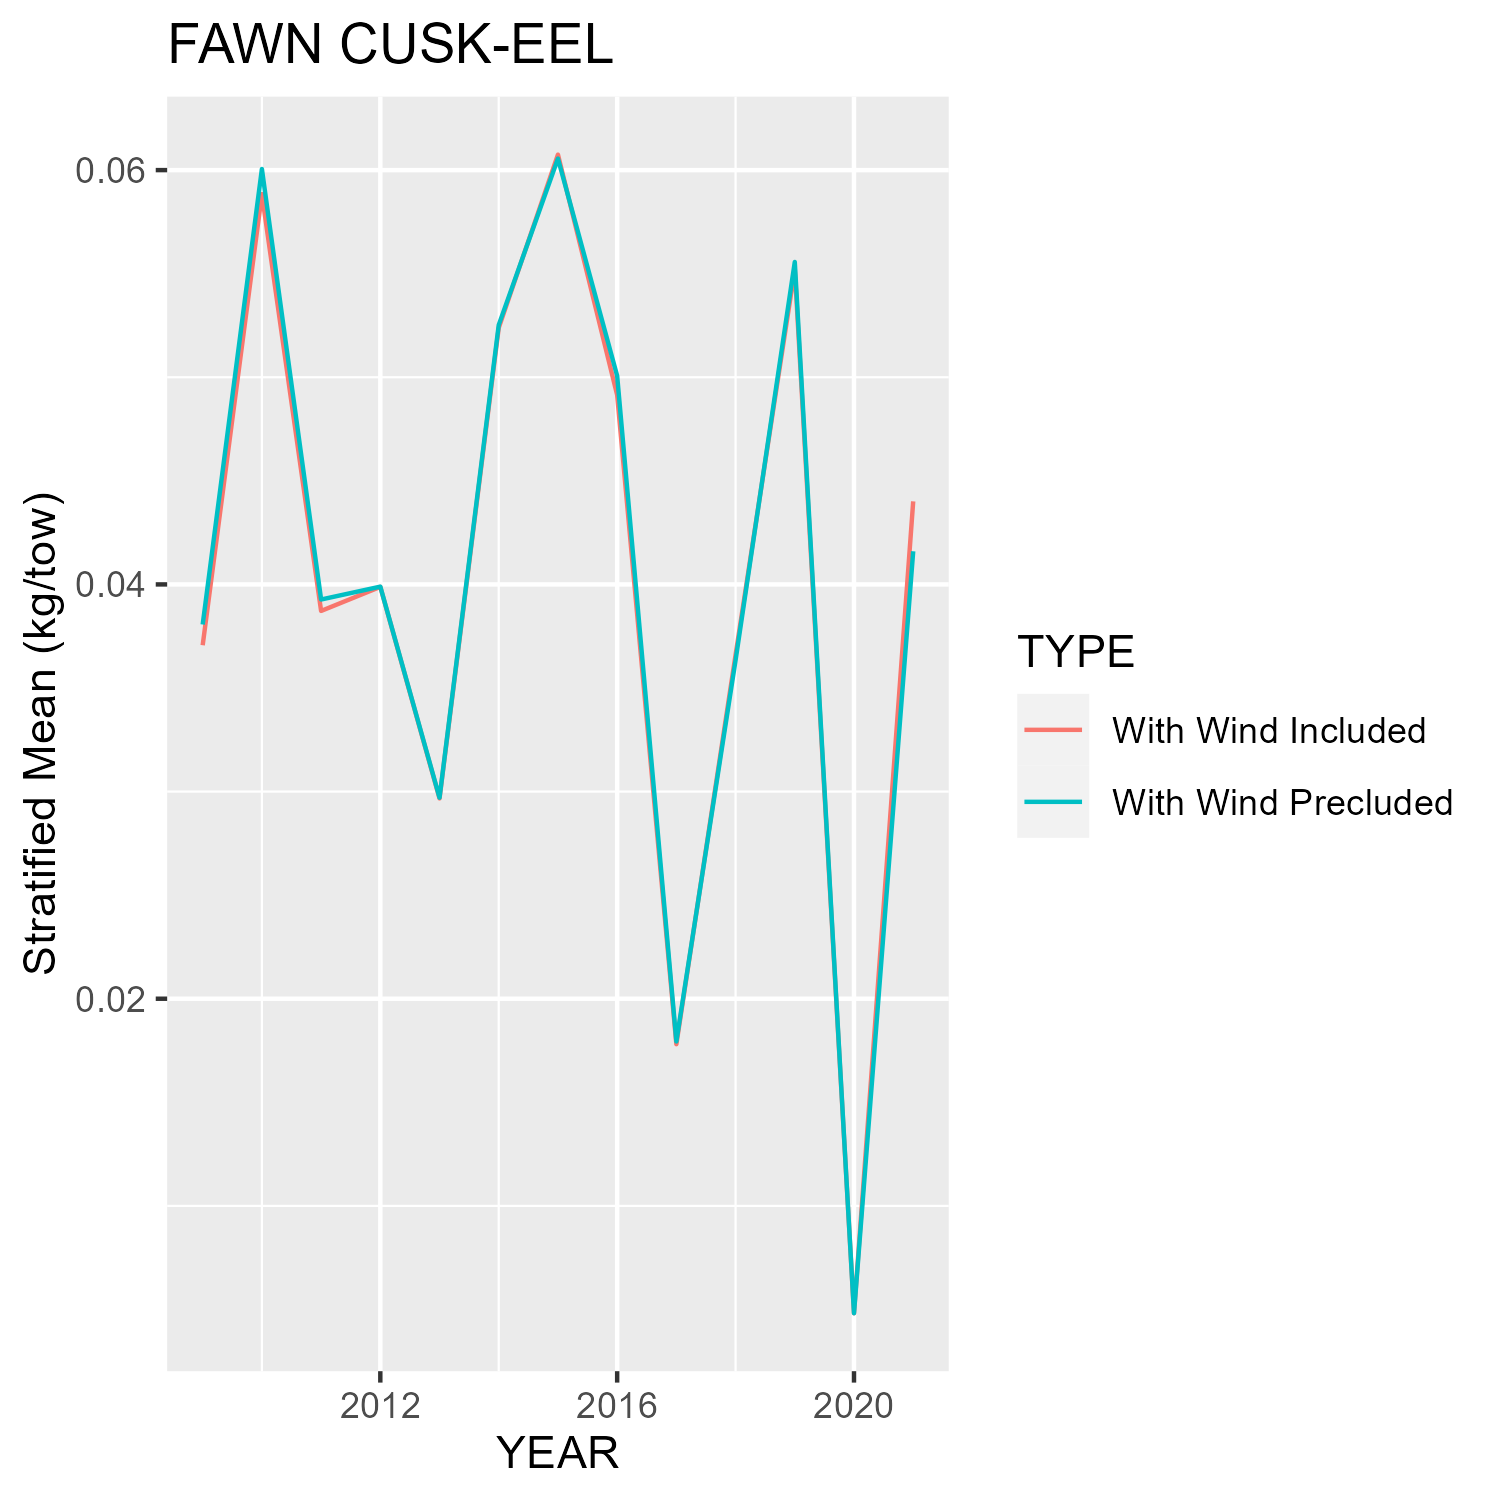 FAWN CUSK-EEL
Stratified Mean (kg/tow)
0.06
0.04
0.02
2012
2016
2020
YEAR
TYPE
With Wind Included
With Wind Precluded